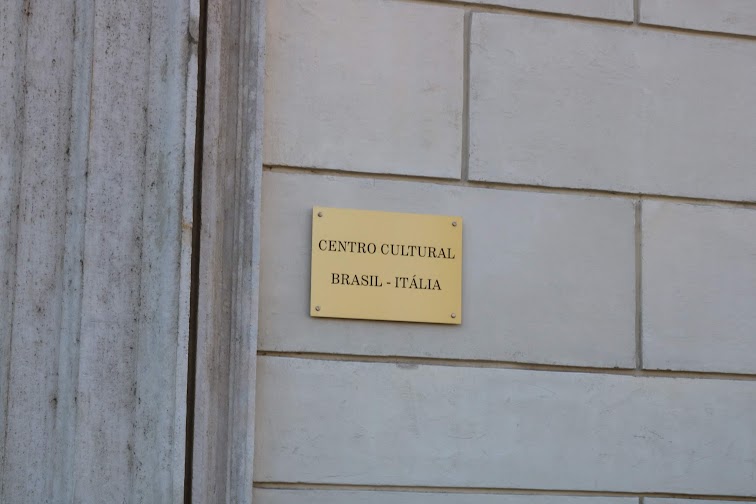 CENTRO CULTURAL
BRASIL - ITÁLIA